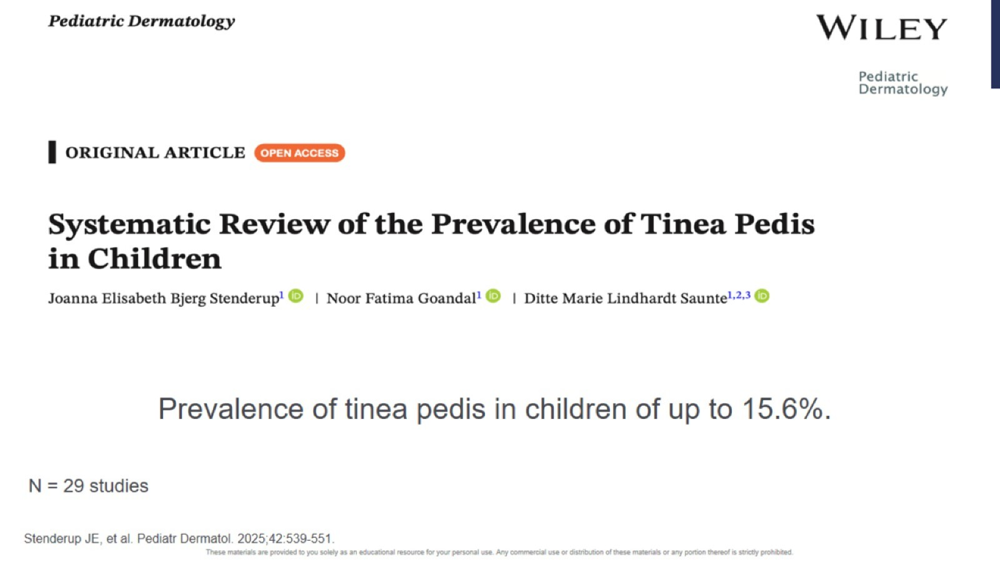 Pediatric Dermatology
WILEY
Pediatric
Dermatology
ORIGINAL ARTICLE OPEN ACCESS
Systematic Review of the Prevalence of Tinea Pedis
in Children
Joanna Elisabeth Bjerg Stenderup1 iD | Noor Fatima Goandal1 iD | Ditte Marie Lindhardt Saunte1,2,3 iD
Prevalence of tinea pedis in children of up to 15.6%.
N = 29 studies
Stenderup JE, et al. Pediatr Dermatol. 2025;42:539-551.
These materials are provided to you solely as an educational resource for your personal use. Any commercial use or distribution of these materials or any portion thereof is strictly prohibited.